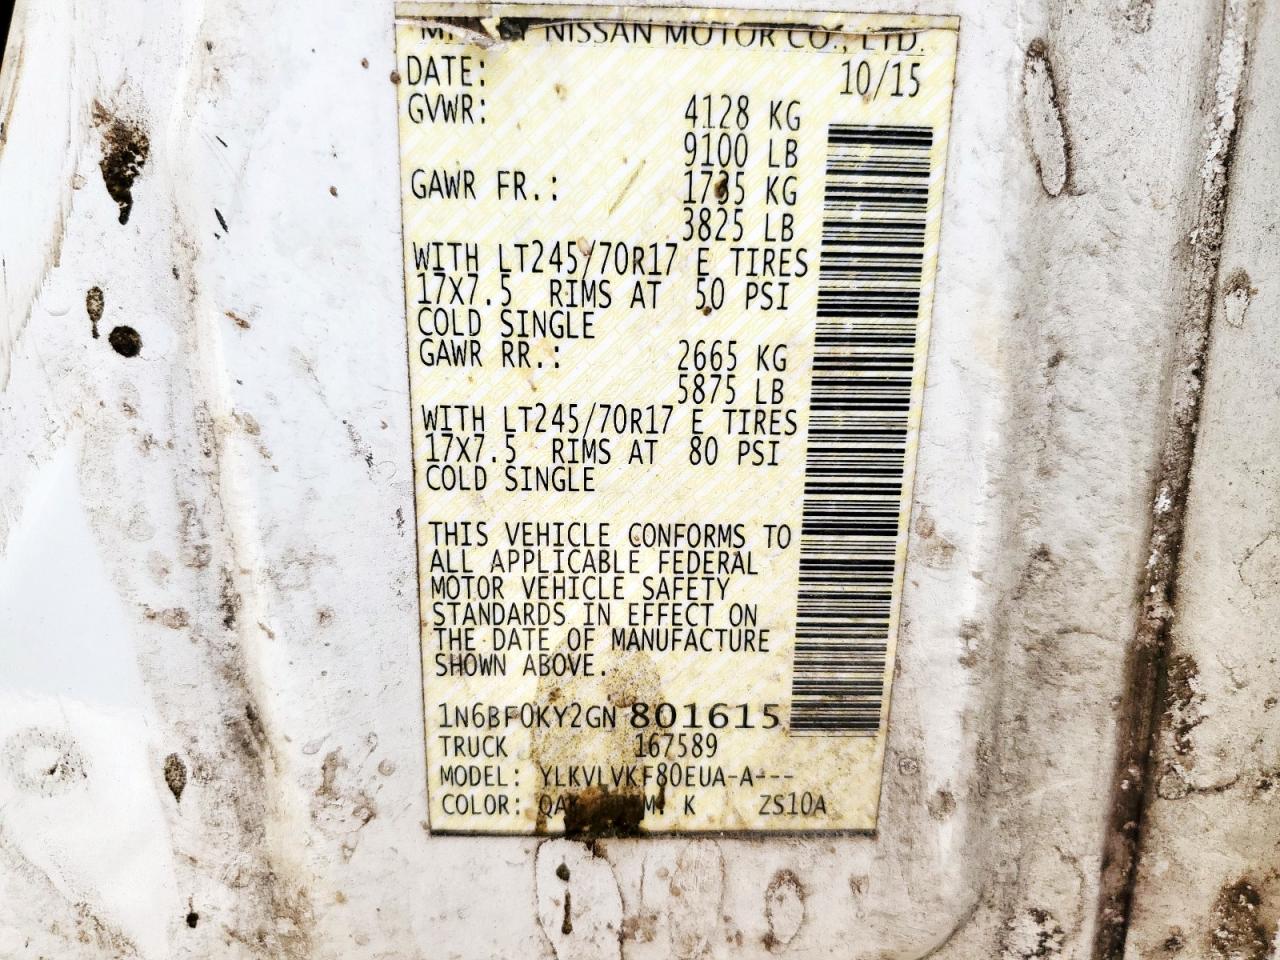 BY NISSAN MOTOR CO., LTD.
DATE: 10/15
GVWR: 4128 KG
9100 LB
GAWR FR.: 1735 KG
3825 LB
WITH LT245/70R17 E TIRES
17X7.5 RIMS AT 50 PSI
COLD SINGLE
GAWR RR.: 2665 KG
5875 LB
WITH LT245/70R17 E TIRES
17X7.5 RIMS AT 80 PSI
COLD SINGLE
THIS VEHICLE CONFORMS TO
ALL APPLICABLE FEDERAL
MOTOR VEHICLE SAFETY
STANDARDS IN EFFECT ON
THE DATE OF MANUFACTURE
SHOWN ABOVE.
1N6BF0KY2GN 801615
TRUCK 167589
MODEL: YLKVLVKF80EUA-A---
COLOR: K ZS10A